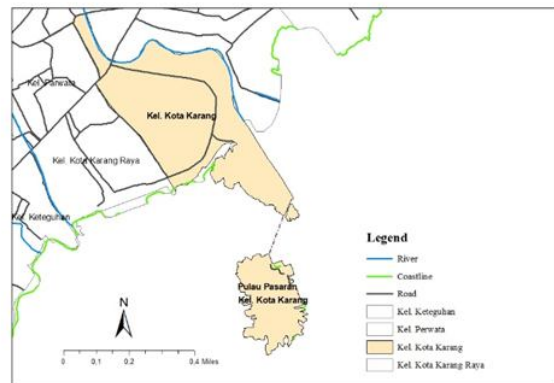 Kel. Parwata
Kel. Kota Karang
Kel. Kota Karang Raya
Kel. Keteguhan
Pulau Pasaran
Kel. Kota Karang
N
0 0,1 0,2 0,4 Miles
Legend
River
Coastline
Road
Kel. Keteguhan
Kel. Perwata
Kel. Kota Karang
Kel. Kota Karang Raya